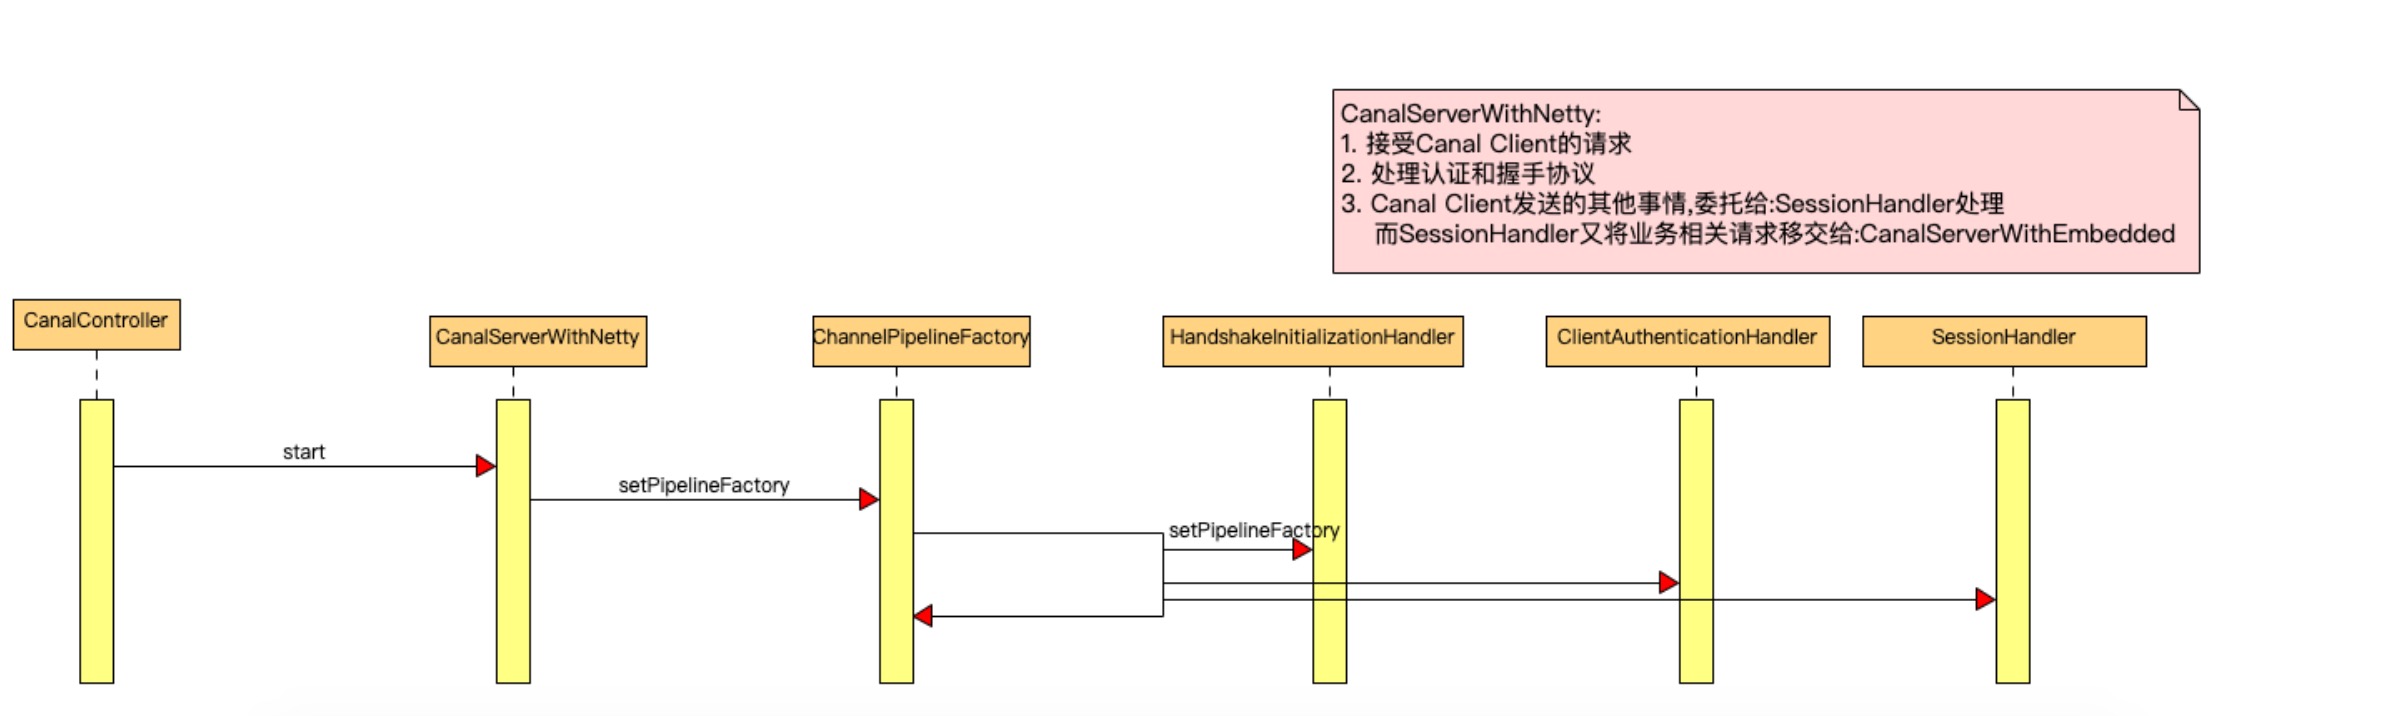 CanalServerWithNetty:
1. 接受Canal Client的请求
2. 处理认证和握手协议
3. Canal Client发送的其他事情,委托给:SessionHandler处理
而SessionHandler又将业务相关请求移交给:CanalServerWithEmbedded
CanalController
CanalServerWithNetty
ChannelPipelineFactory
HandshakeInitializationHandler
ClientAuthenticationHandler
SessionHandler
start
setPipelineFactory
setPipelineFactory